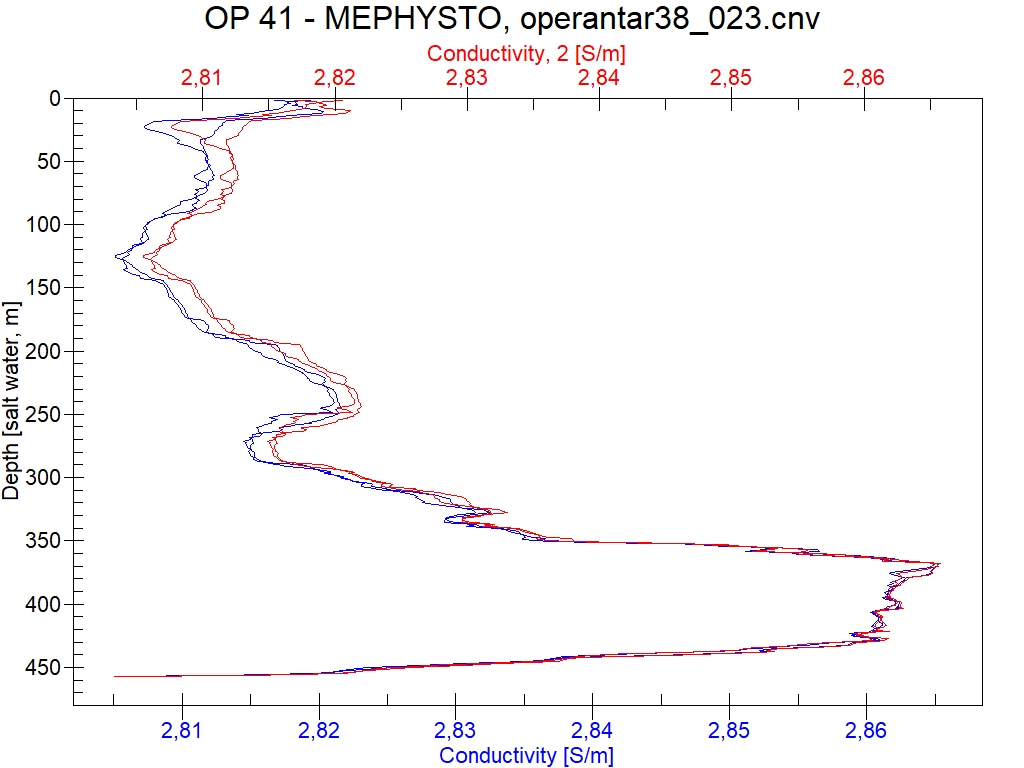 OP 41 - MEPHYSTO, operantar38_023.cnv
Conductivity, 2 [S/m]
2,81 2,82 2,83 2,84 2,85 2,86
0
50
100
150
200
250
300
350
400
450
Depth [salt water, m]
2,81 2,82 2,83 2,84 2,85 2,86
Conductivity [S/m]